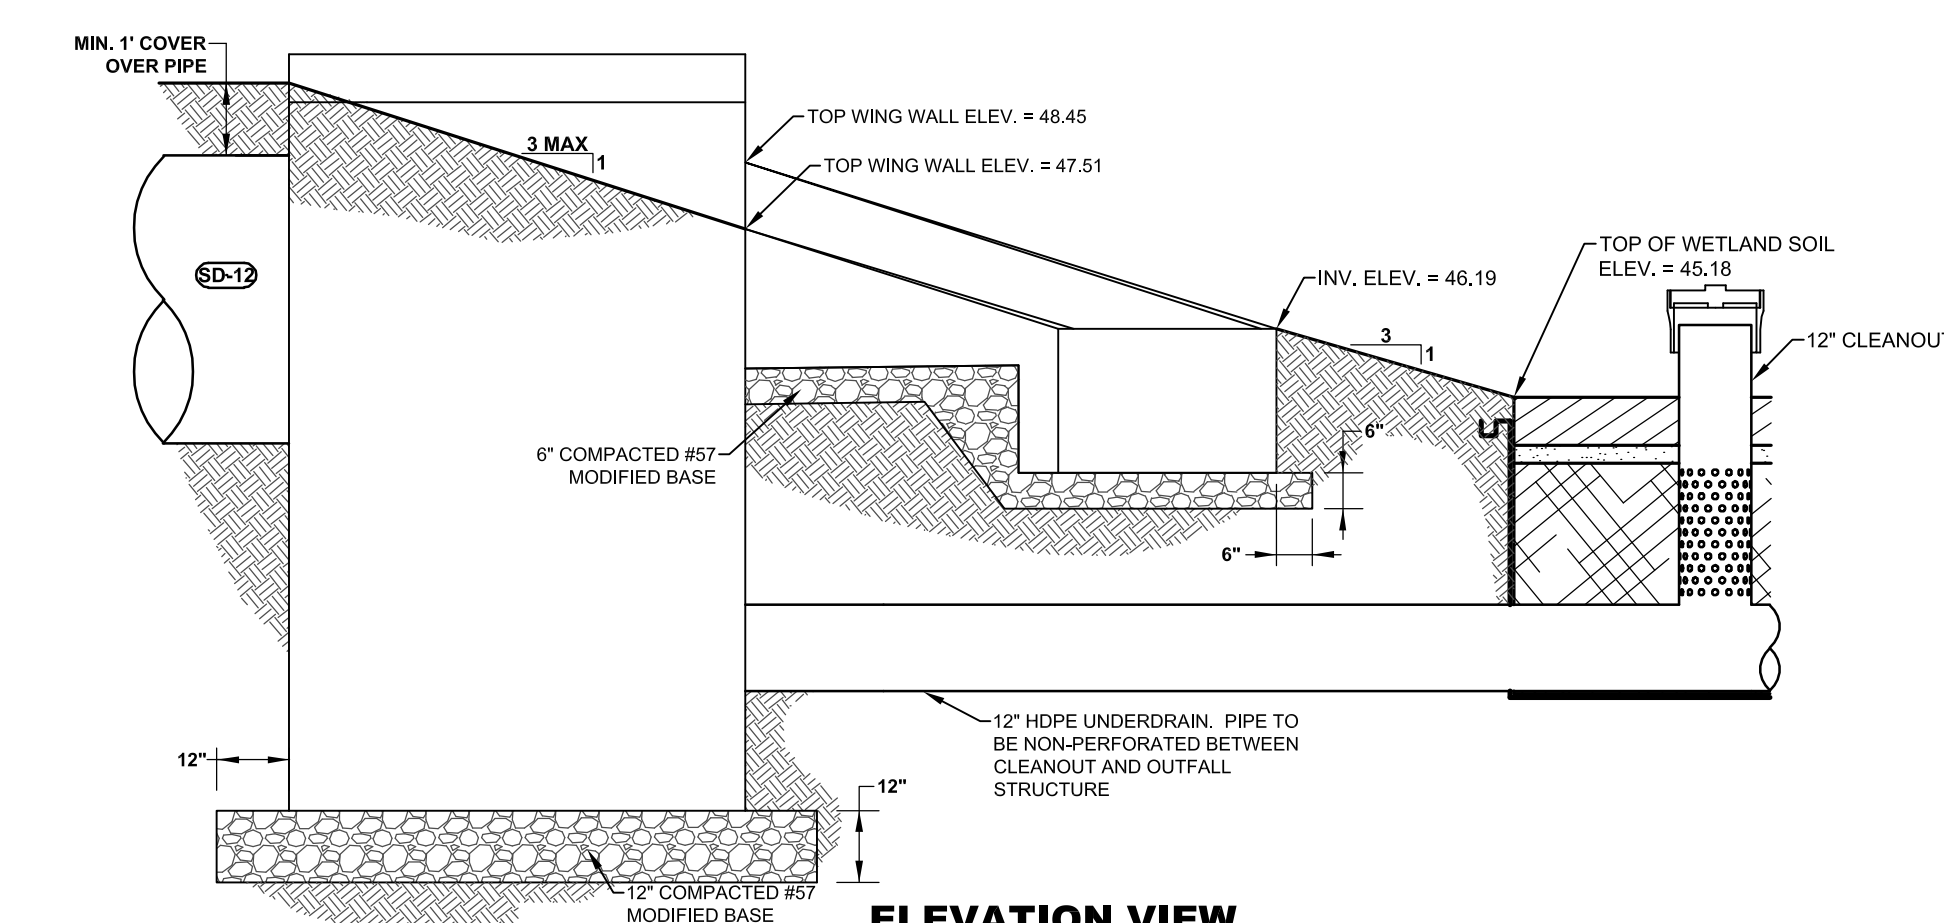 MIN. 1' COVER
OVER PIPE
TOP WING WALL ELEV. = 48.45
3 MAX
1
TOP WING WALL ELEV. = 47.51
TOP OF WETLAND SOIL
ELEV. = 45.18
SD-12
INV. ELEV. = 46.19
3
1
12" CLEANOUT
6" COMPACTED #57
MODIFIED BASE
6"
6"
12" HDPE UNDERDRAIN. PIPE TO
BE NON-PERFORATED BETWEEN
CLEANOUT AND OUTFALL
STRUCTURE
12"
12"
12" COMPACTED #57
MODIFIED BASE
ELEVATION VIEW